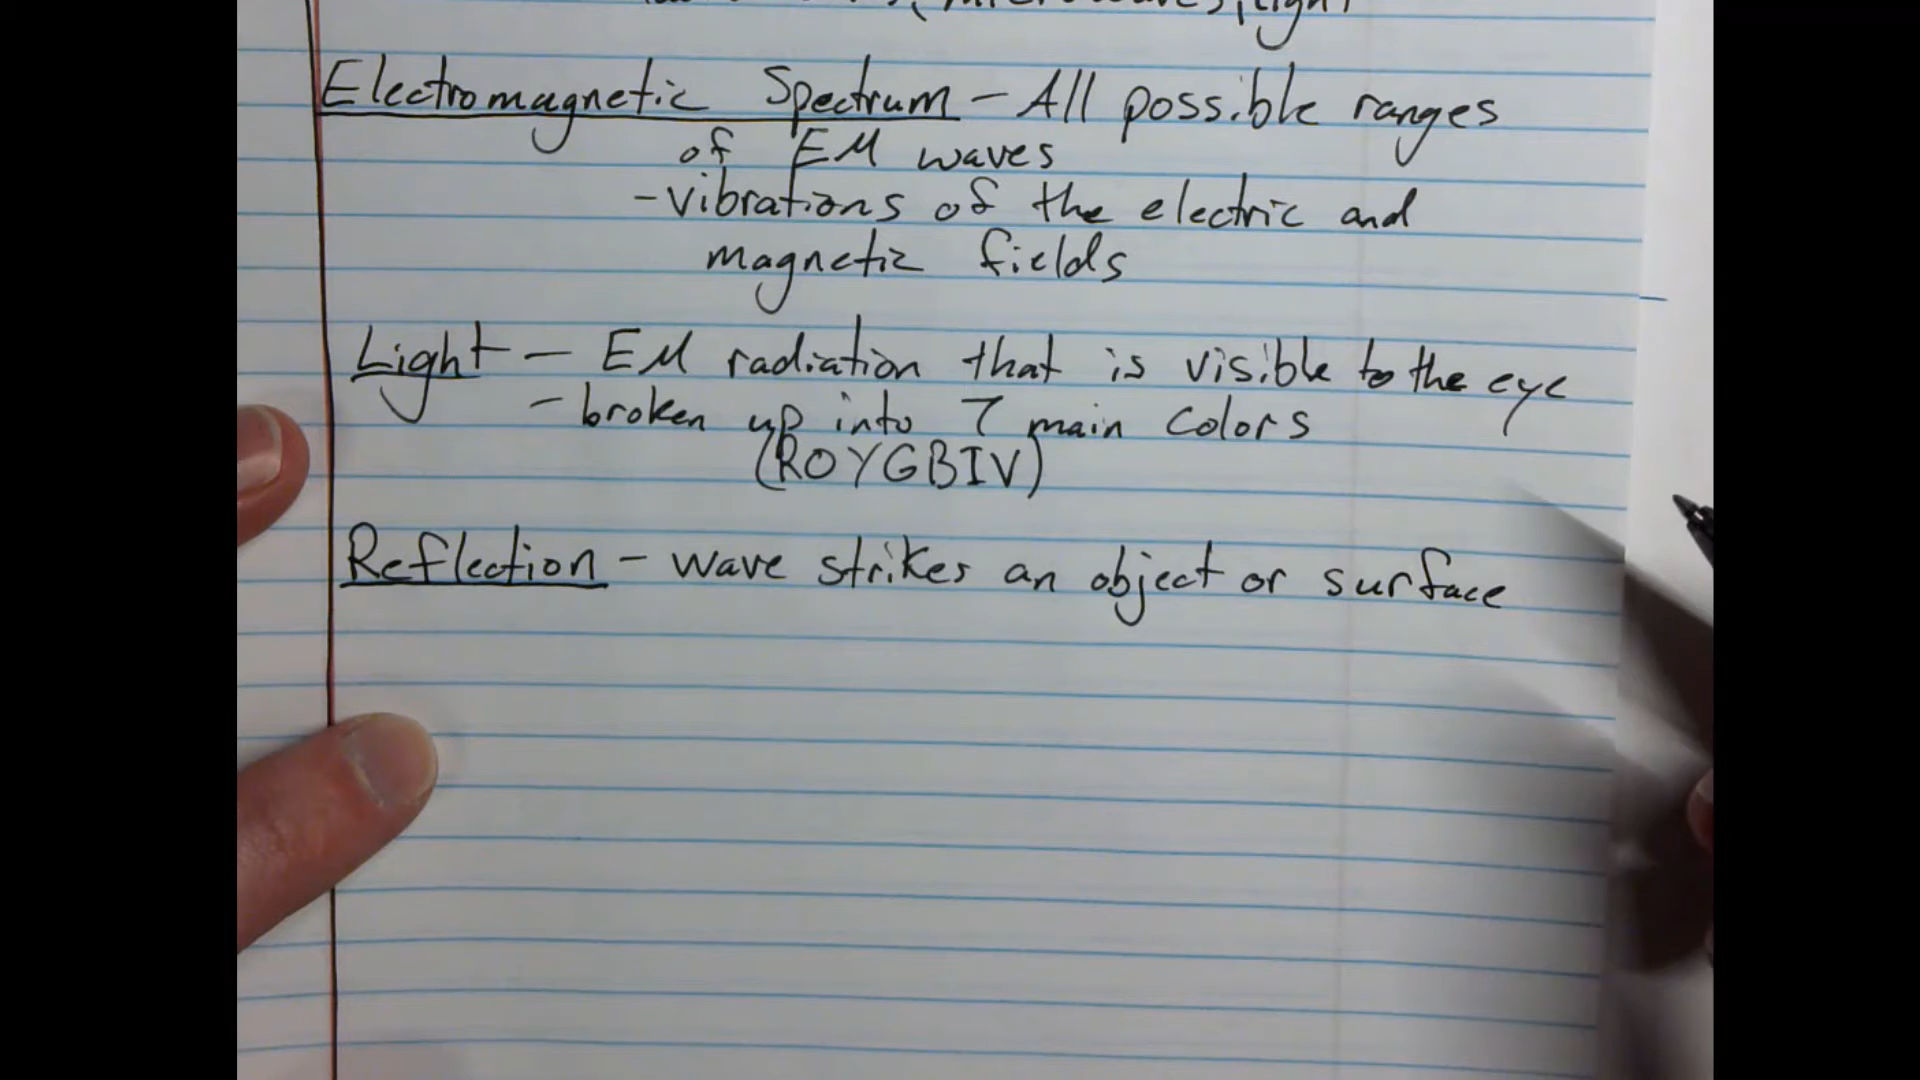 microwaves, light
Electromagnetic Spectrum - All possible ranges
of EM waves
- vibrations of the electric and
magnetic fields
Light - EM radiation that is visible to the eye
- broken up into 7 main colors
(ROYGBIV)
Reflection - wave strikes an object or surface